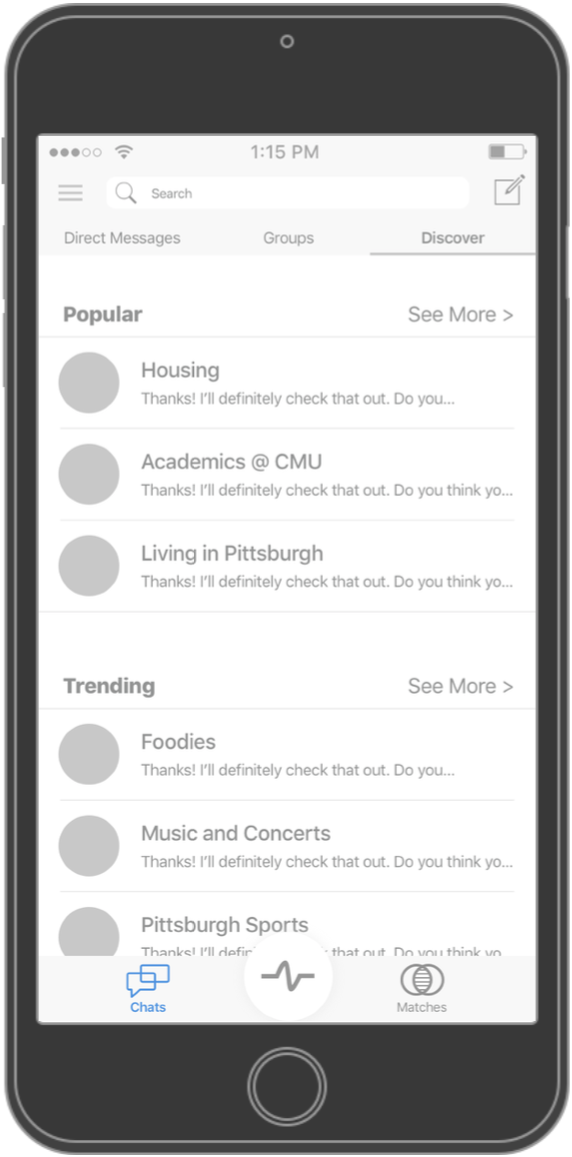 1:15 PM
Search
Direct Messages Groups Discover
Popular See More >
Housing
Thanks! I'll definitely check that out. Do you...
Academics @ CMU
Thanks! I'll definitely check that out. Do you think yo...
Living in Pittsburgh
Thanks! I'll definitely check that out. Do you think yo...
Trending See More >
Foodies
Thanks! I'll definitely check that out. Do you...
Music and Concerts
Thanks! I'll definitely check that out. Do you think yo...
Pittsburgh Sports
Thanks! I'll that out. Do you think yo
Chats Matches